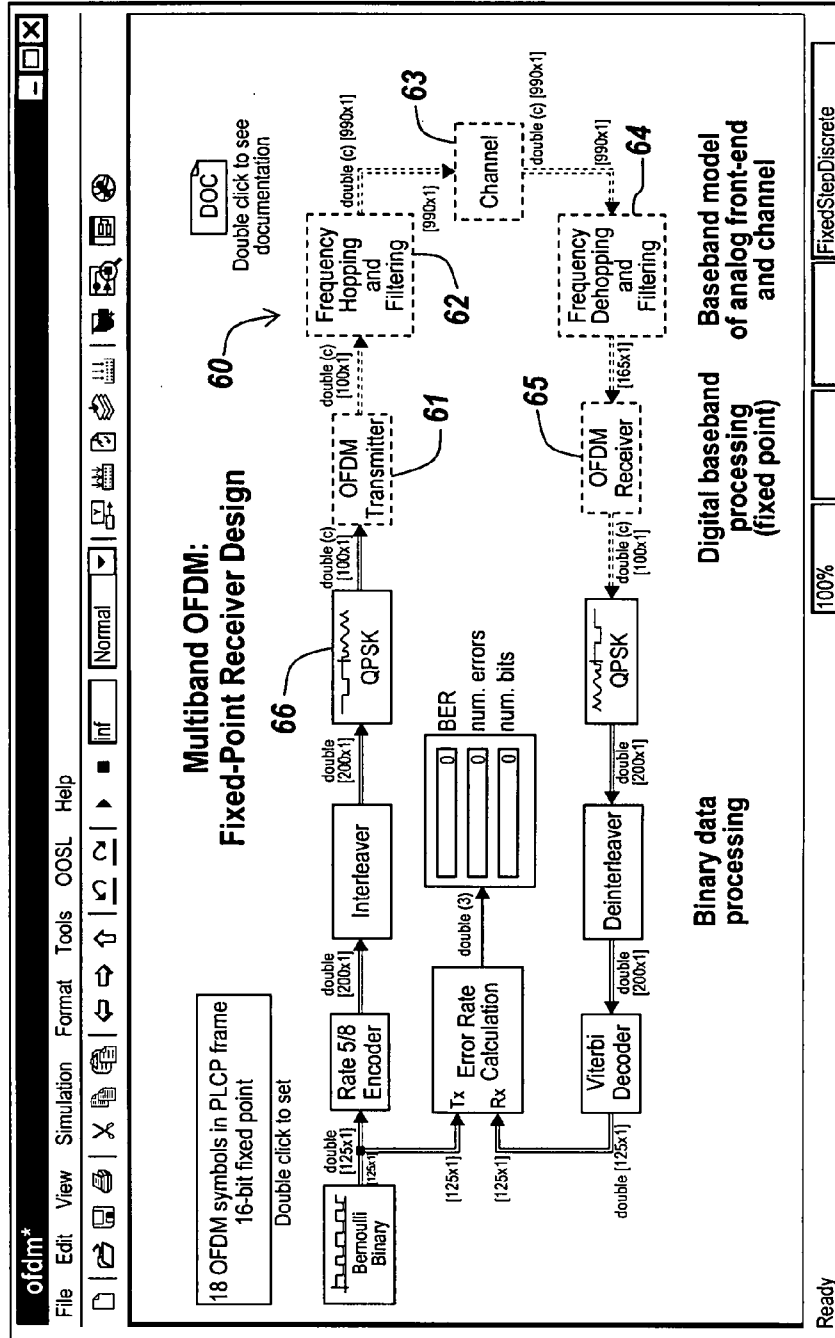 ofdm*
File Edit View Simulation Format Tools OOSL Help
inf
Normal
18 OFDM symbols in PLCP frame
16-bit fixed point
Double click to set
Multiband OFDM:
Fixed-Point Receiver Design
60
DOC
Double click to see
documentation
Bernoulli
Binary
double
[125x1]
[125x1]
Rate 5/8
Encoder
double
[200x1]
Interleaver
double
[200x1]
QPSK
66
double (c)
[100x1]
OFDM
Transmitter
61
double (c)
[100x1]
Frequency
Hopping
and
Filtering
62
double (c) [990x1]
[990x1]
Channel
63
double (c) [990x1]
[990x1]
[125x1]
Tx
Rx
Error Rate
Calculation
[125x1]
double (3)
0
BER
0
num. errors
0
num. bits
double [125x1]
Viterbi
Decoder
double
[200x1]
Deinterleaver
double
[200x1]
QPSK
double (c)
[100x1]
OFDM
Receiver
65
[165x1]
Frequency
Dehopping
and
Filtering
64
Binary data
processing
Digital baseband
processing
(fixed point)
Baseband model
of analog front-end
and channel
Ready
100%
FixedStepDiscrete